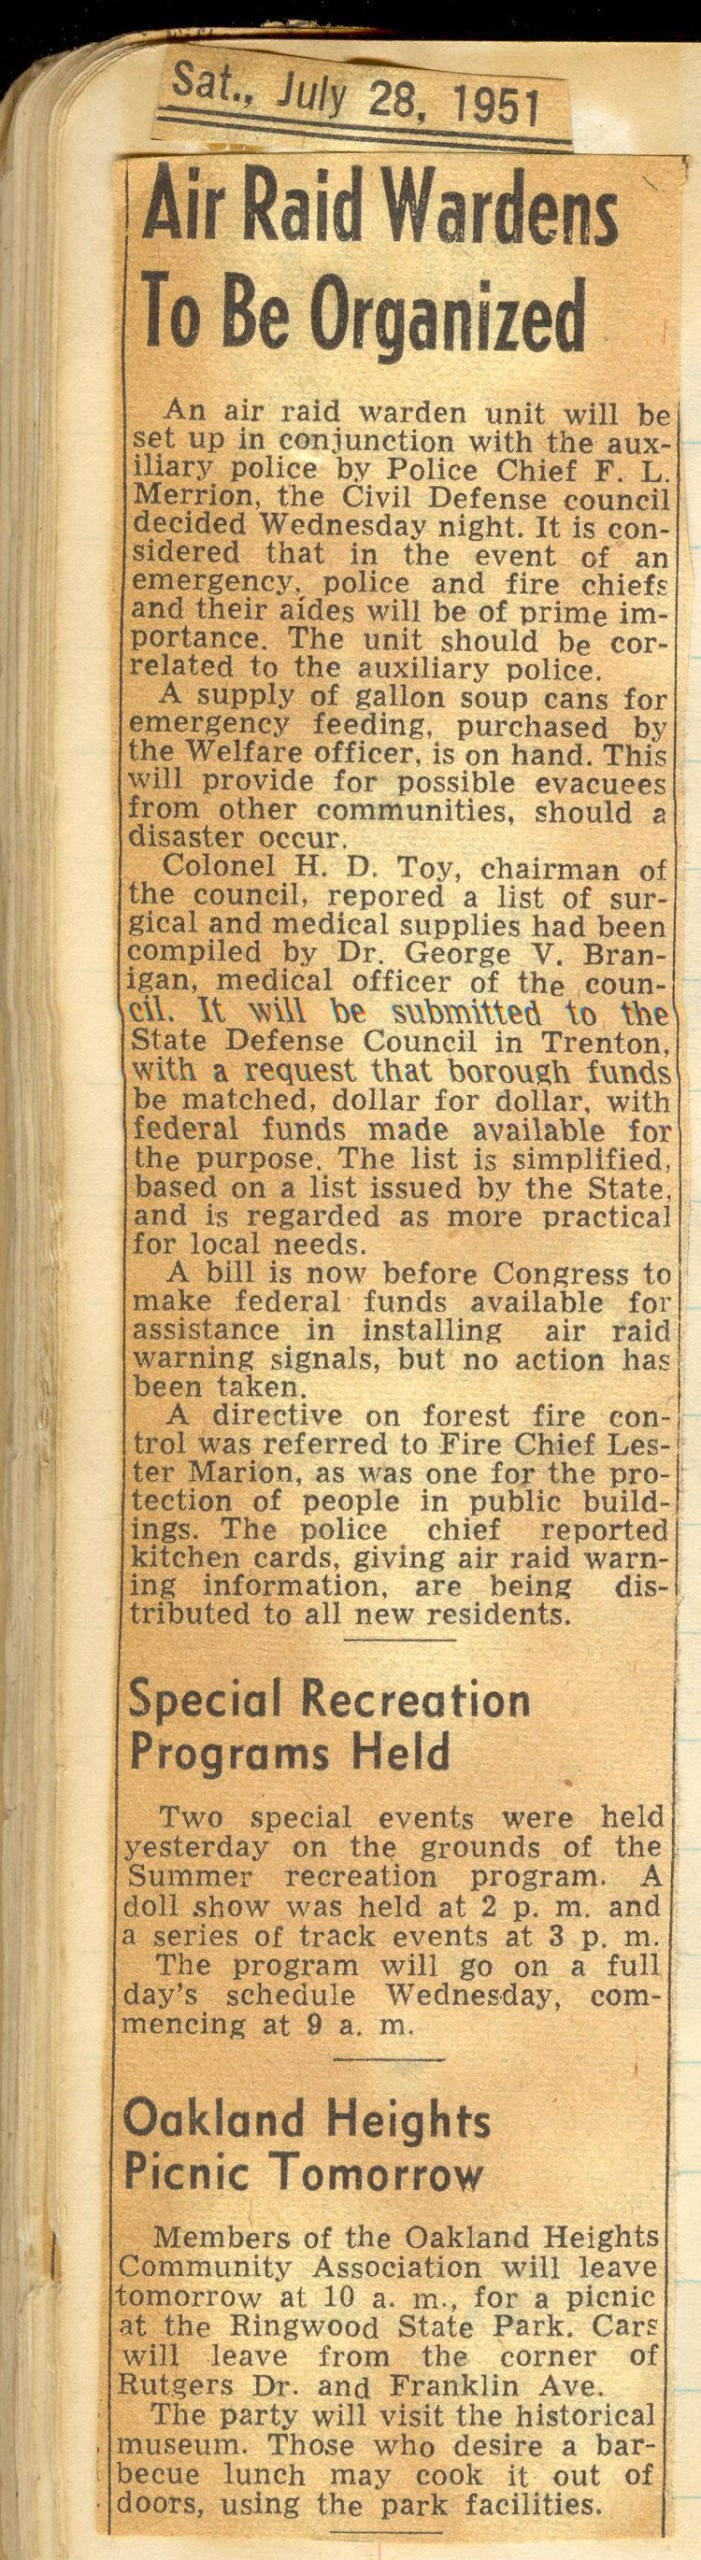 Sat., July 28, 1951
Air Raid Wardens
To Be Organized
An air raid warden unit will be
set up in conjunction with the aux-
iliary police by Police Chief F. L.
Merrion, the Civil Defense council
decided Wednesday night. It is con-
sidered that in the event of an
emergency, police and fire chiefs
and their aides will be of prime im-
portance. The unit should be cor-
related to the auxiliary police.
A supply of gallon soup cans for
emergency feeding, purchased by
the Welfare officer, is on hand. This
will provide for possible evacuees
from other communities, should a
disaster occur.
Colonel H. D. Toy, chairman of
the council, repored a list of sur-
gical and medical supplies had been
compiled by Dr. George V. Bran-
igan, medical officer of the coun-
cil. It will be submitted to the
State Defense Council in Trenton,
with a request that borough funds
be matched, dollar for dollar, with
federal funds made available for
the purpose. The list is simplified,
based on a list issued by the State,
and is regarded as more practical
for local needs.
A bill is now before Congress to
make federal funds available for
assistance in installing air raid
warning signals, but no action has
been taken.
A directive on forest fire con-
trol was referred to Fire Chief Les-
ter Marion, as was one for the pro-
tection of people in public build-
ings. The police chief reported
kitchen cards, giving air raid warn-
ing information, are being dis-
tributed to all new residents.
Special Recreation
Programs Held
Two special events were held
yesterday on the grounds of the
Summer recreation program. A
doll show was held at 2 p. m. and
a series of track events at 3 p. m.
The program will go on a full
day's schedule Wednesday, com-
mencing at 9 a. m.
Oakland Heights
Picnic Tomorrow
Members of the Oakland Heights
Community Association will leave
tomorrow at 10 a. m., for a picnic
at the Ringwood State Park. Cars
will leave from the corner of
Rutgers Dr. and Franklin Ave.
The party will visit the historical
museum. Those who desire a bar-
becue lunch may cook it out of
doors, using the park facilities.